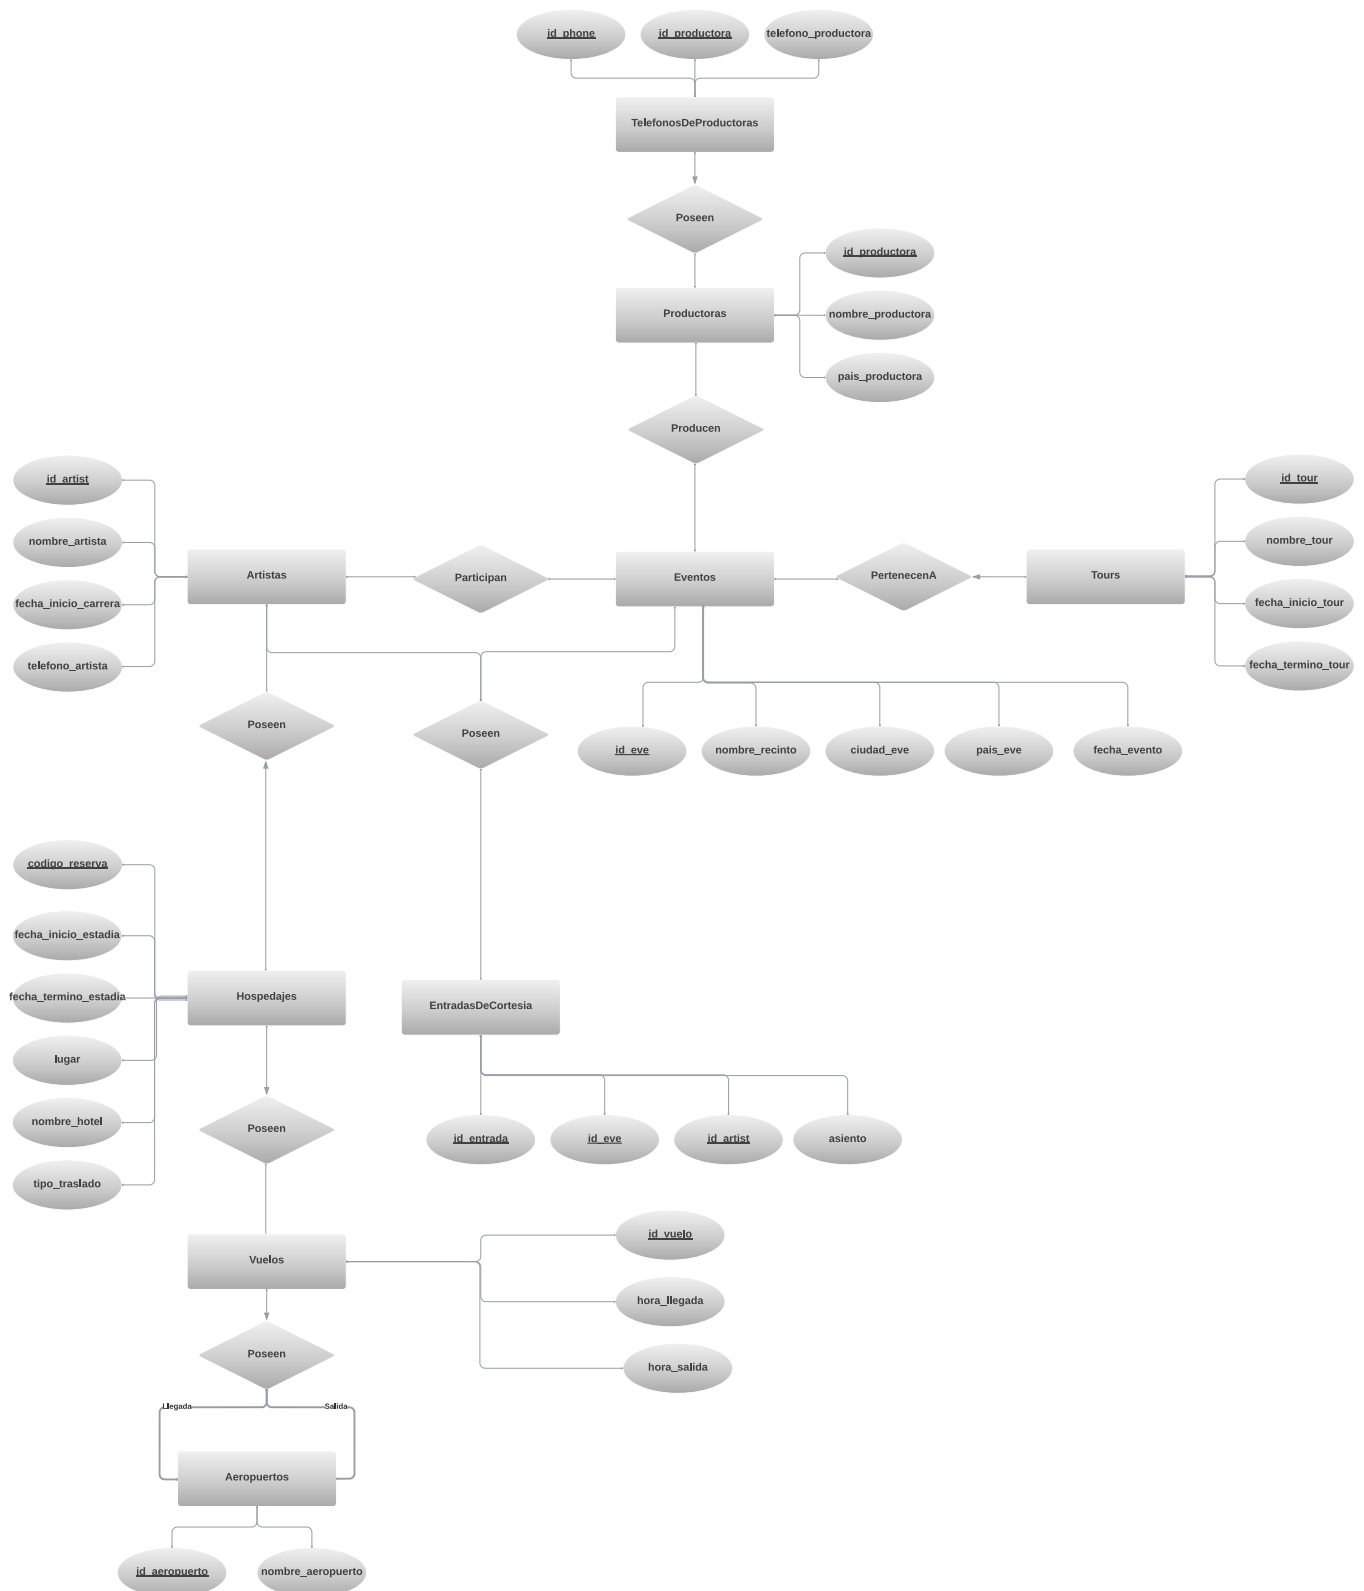 id_phone
id_productora
telefono_productora
TelefonosDeProductoras
Poseen
id_productora
Productoras
nombre_productora
pais_productora
Producen
id_artist
nombre_artista
fecha_inicio_carrera
telefono_artista
Artistas
Participan
Eventos
PertenecenA
Tours
id_tour
nombre_tour
fecha_inicio_tour
fecha_termino_tour
Poseen
Poseen
id_eve
nombre_recinto
ciudad_eve
pais_eve
fecha_evento
codigo_reserva
fecha_inicio_estadia
fecha_termino_estadia
lugar
nombre_hotel
tipo_traslado
Hospedajes
EntradasDeCortesia
Poseen
id_entrada
id_eve
id_artist
asiento
Vuelos
id_vuelo
hora_llegada
hora_salida
Poseen
Llegada
Salida
Aeropuertos
id_aeropuerto
nombre_aeropuerto